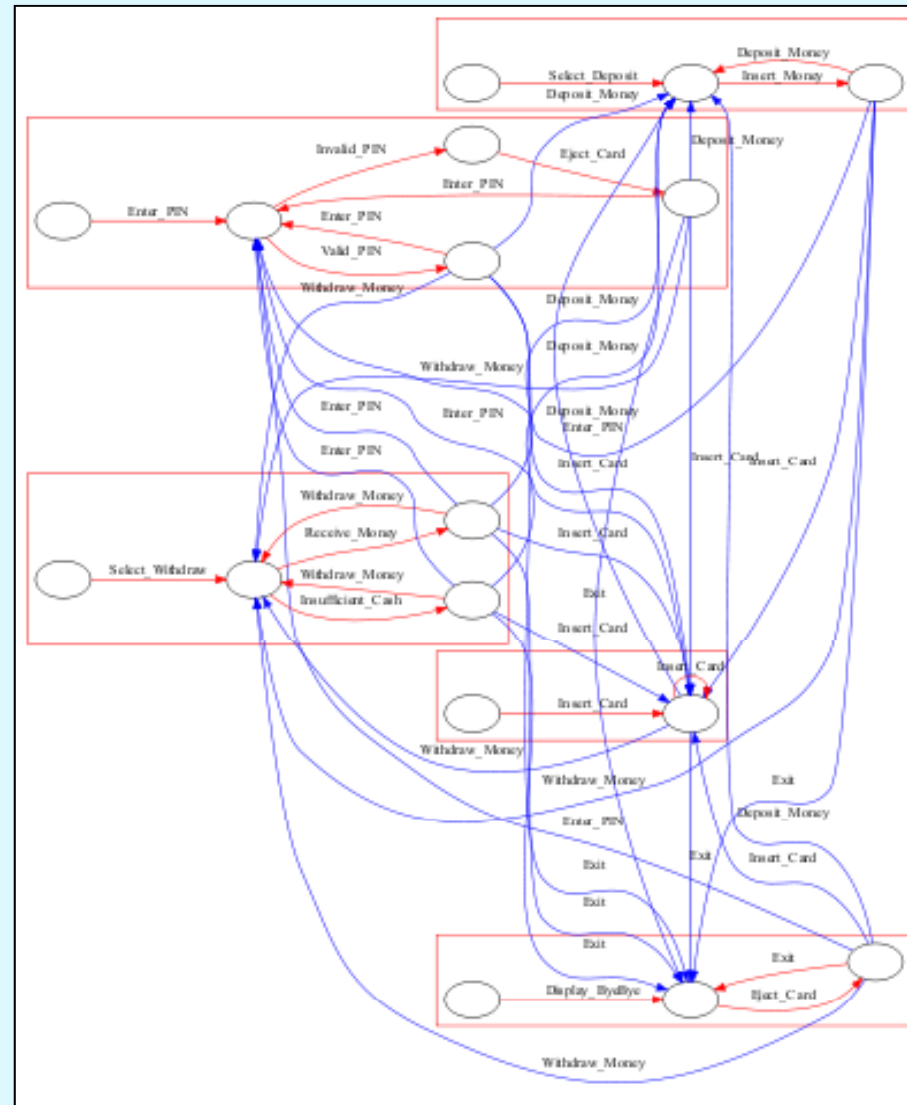 Deposit_Money
Select_Deposit
Insert_Money
Deposit_Money
Deposit_Money
Invalid_PIN
Eject_Card
Enter_PIN
Enter_PIN
Enter_PIN
Valid_PIN
Withdraw_Money
Deposit_Money
Deposit_Money
Withdraw_Money
Enter_PIN
Enter_PIN
Deposit_Money
Enter_PIN
Enter_PIN
Insert_Card
Insert_Card
Insert_Card
Withdraw_Money
Receive_Money
Insert_Card
Select_Withdraw
Withdraw_Money
Insufficient_Cash
Exit
Insert_Card
Insert_Card
Insert_Card
Withdraw_Money
Withdraw_Money
Exit
Enter_PIN
Deposit_Money
Exit
Insert_Card
Exit
Exit
Exit
Exit
Display_ByeBye
Eject_Card
Withdraw_Money